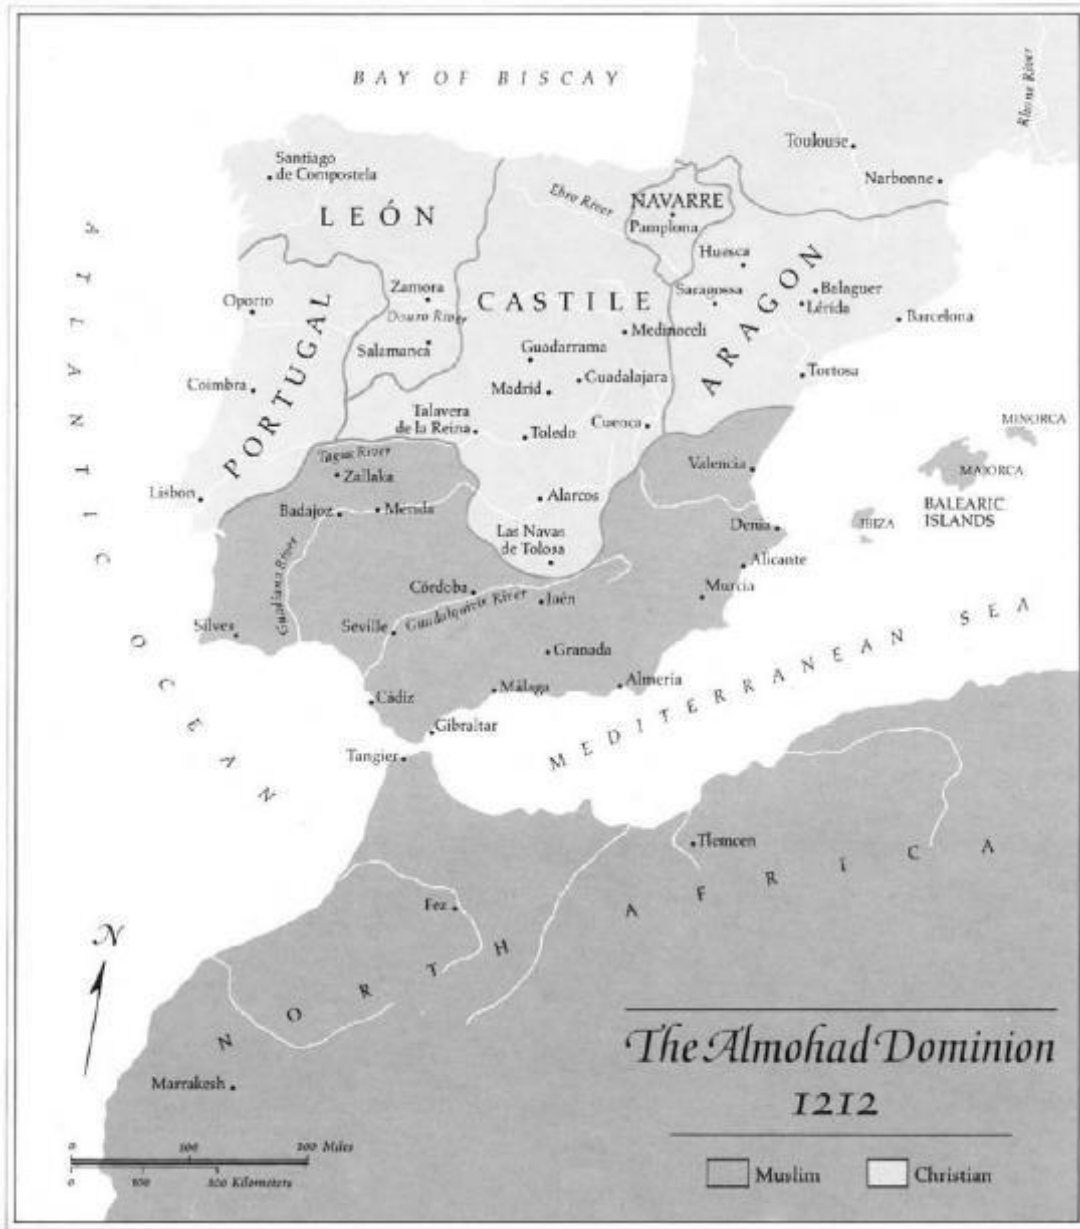 BAY OF BISCAY
Rhone River
Toulouse
Narbonne
Santiago
de Compostela
LEÓN
Ebro River
NAVARRE
Pamplona
Huesca
Zamora
Douro River
Salamanca
CASTILE
Saragossa
ARAGON
Balaguer
Lérida
Barcelona
Oporto
PORTUGAL
Medinaceli
Guadarrama
Guadalajara
Madrid
Tortosa
Coimbra
Talavera
de la Reina
Toledo
Cuenca
MINORCA
MAJORCA
BALEARIC
ISLANDS
IBIZA
Tagus River
Zallaka
Valencia
Lisbon
Badajoz
Merida
Alarcos
Denia
Las Navas
de Tolosa
Alicante
Guadiana River
Córdoba
Guadalquivir River
Jaén
Murcia
Silves
Seville
Granada
Málaga
Almería
Cádiz
Gibraltar
Tangier
ATLANTIC OCEAN
MEDITERRANEAN SEA
Tlemcen
Fez
NORTH AFRICA
N
Marrakesh
The Almohad Dominion
1212
0 100 200 Miles
0 100 200 Kilometers
Muslim
Christian